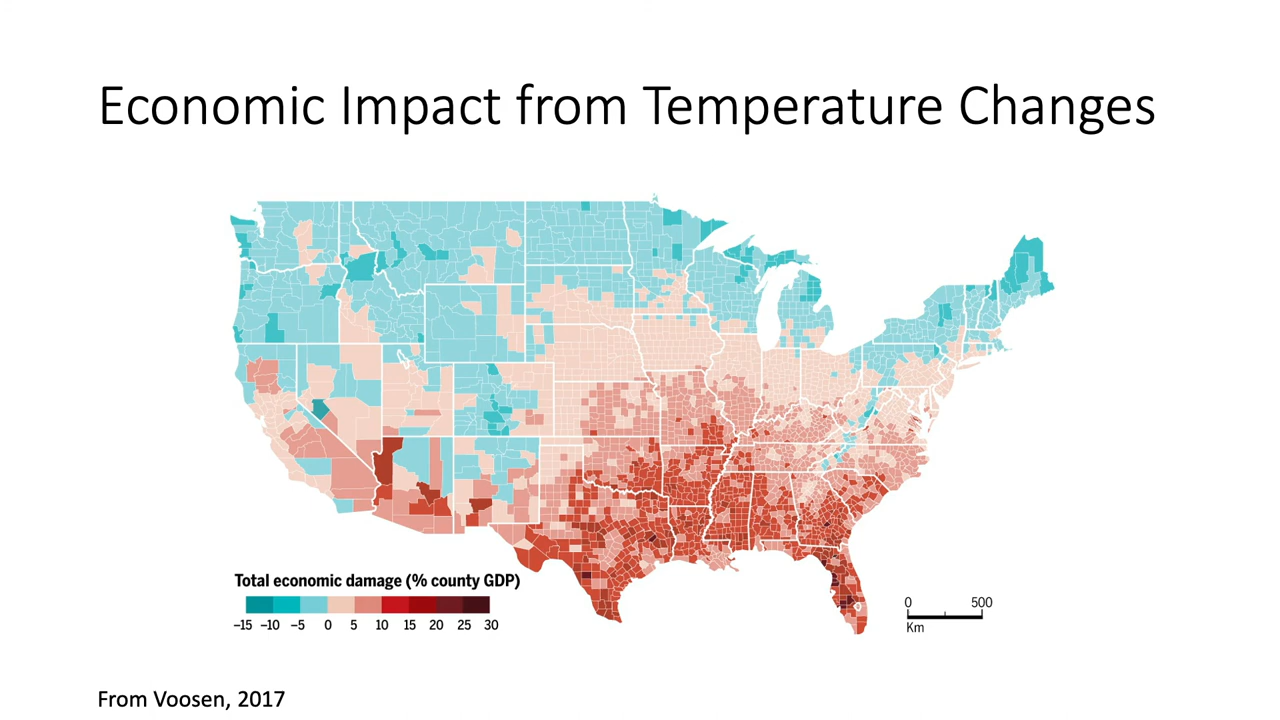 Economic Impact from Temperature Changes
Total economic damage (% county GDP)
−15 −10 −5 0 5 10 15 20 25 30
0 500
Km
From Voosen, 2017